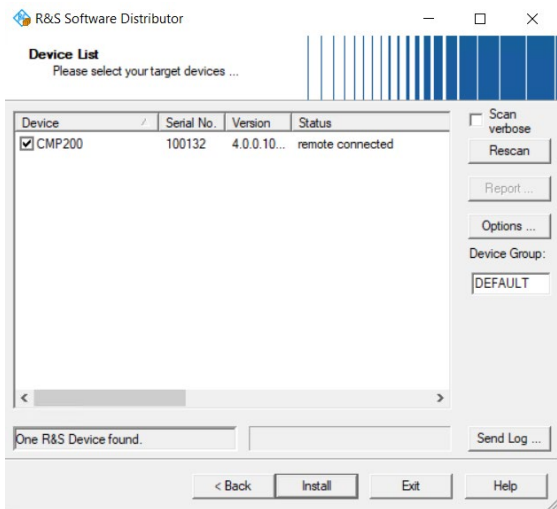 R&S Software Distributor
Device List
Please select your target devices ...
Device Serial No. Version Status
CMP200 100132 4.0.0.10... remote connected
Scan
verbose
Rescan
Report ...
Options ...
Device Group:
DEFAULT
One R&S Device found.
Send Log ...
< Back Install Exit Help